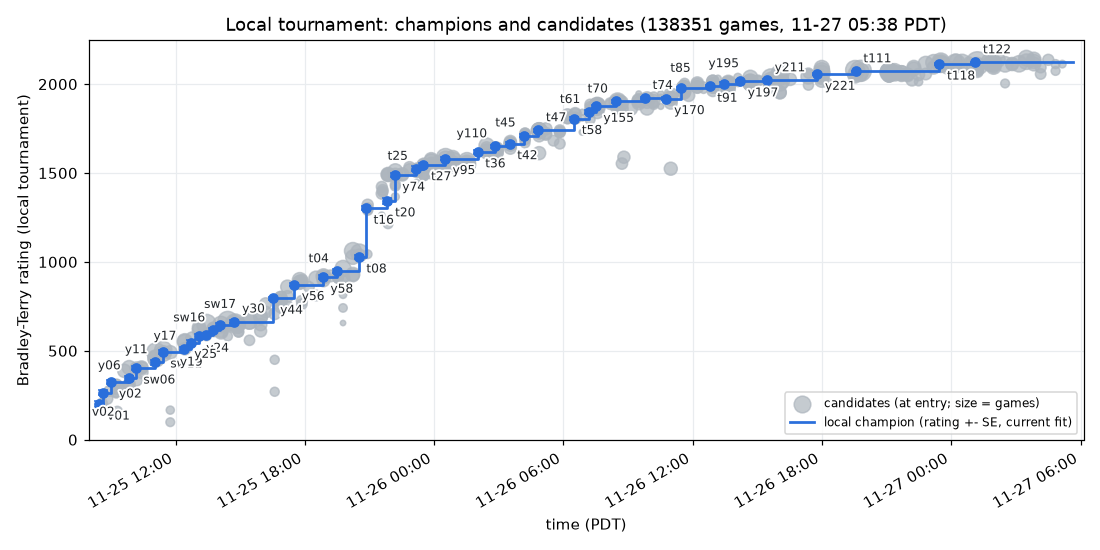 Local tournament: champions and candidates (138351 games, 11-27 05:38 PDT)
Bradley-Terry rating (local tournament)
2000
1500
1000
500
0
v02
y06
y02
y11
sw06
y17
y19
y25
sw16
sw17
y30
y44
y56
t04
y58
t08
t16
t20
t25
y74
t27
y95
y110
t36
t45
t42
t47
t61
t58
t70
y155
t74
y170
t85
t91
y195
y197
y211
y221
t111
t118
t122
candidates (at entry; size = games)
local champion (rating +- SE, current fit)
11-25 12:00
11-25 18:00
11-26 00:00
11-26 06:00
11-26 12:00
11-26 18:00
11-27 00:00
11-27 06:00
time (PDT)